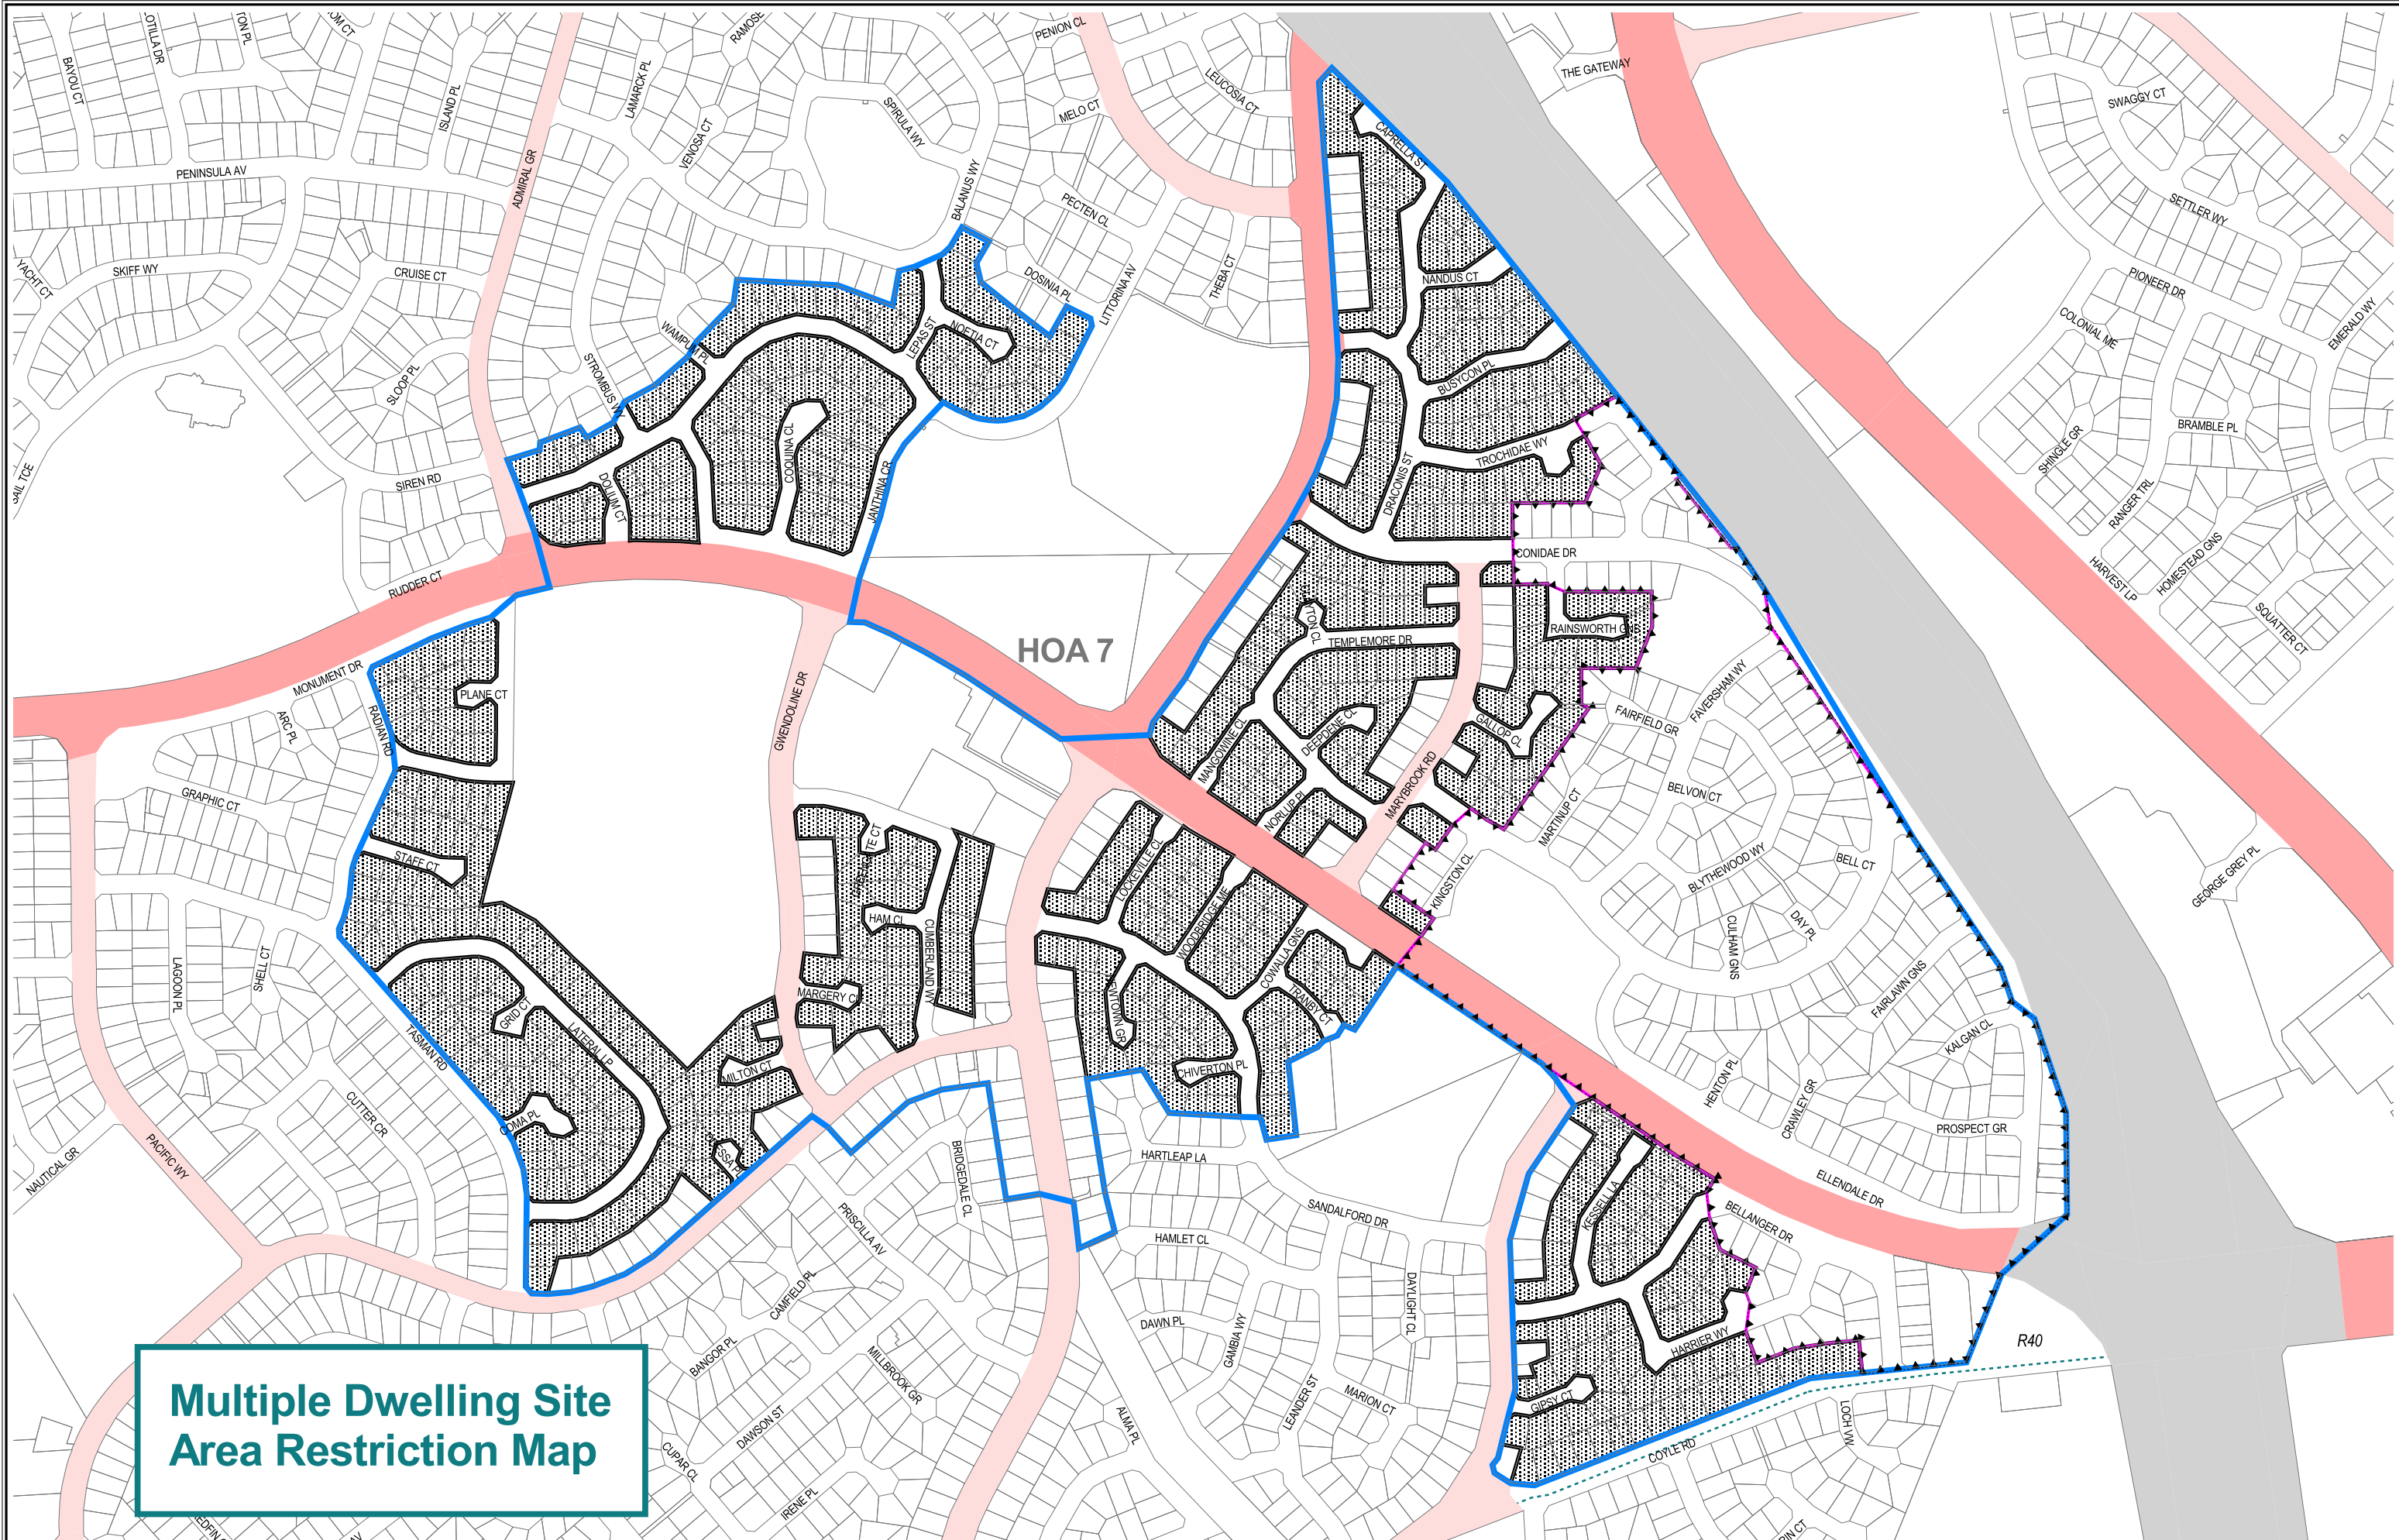 BAYOU CT
ISLAND PL
LAMARCK PL
PENION CL
LEUCOSIA CT
MELO CT
THE GATEWAY
SWAGGY CT
SPIRULA WY
VENOSA CT
CAPRELLA ST
ADMIRAL GR
PENINSULA AV
BALANUS WY
PECTEN CL
SETTLER WY
SKIFF WY
YACHT CT
CRUISE CT
DOSINIA PL
LITTORINA AV
THEBA CT
NANDUS CT
PIONEER DR
COLONIAL ME
EMERALD WY
WAMPUM PL
LEPAS ST
NOETIA CT
SLOOP PL
STROMBUS WY
BUSYCON PL
BRAMBLE PL
SHINGLE GR
COQUINA CL
TROCHIDAE WY
DRACONIS ST
SAIL TCE
SIREN RD
DOLIUM CT
JANTHINA CR
RANGER TRL
CONIDAE DR
HOMESTEAD GNS
HARVEST LP
RUDDER CT
SQUATTER CT
HOA 7
TEMPLEMORE DR
RAINSWORTH GNS
MONUMENT DR
PLANE CT
RADIAN RD
ARC PL
GWENDOLINE DR
FAVERSHAM WY
FAIRFIELD GR
GALLOP CL
DEEPDENE CL
MANGOWINE CL
MARYBROOK RD
NORLUP PL
BELVON CT
MARTINUP CT
GRAPHIC CT
STAFF CT
LOCKEVILLE CL
KINGSTON CL
BLYTHEWOOD WY
BELL CT
GEORGE GREY PL
HAM CL
CUMBERLAND WY
WOODBRIDGE ME
COWALLA GNS
CULHAM GNS
DAY PL
LAGOON PL
SHELL CT
FAIRLAWN GNS
GRID CT
LATERAL LP
TASMAN RD
TRANBY CT
KALGAN CL
CHIVERTON PL
HENTON PL
CRAWLEY GR
PROSPECT GR
CUTTER CR
PACIFIC WY
NAUTICAL GR
COMA PL
BRIDGEDALE CL
HARTLEAP LA
ELLENDALE DR
KESSELL LA
BELLANGER DR
PRISCILLA AV
SANDALFORD DR
HAMLET CL
CAMFIELD PL
DAWN PL
GAMBIA WY
DAYLIGHT CL
HARRIER WY
R40
BANGOR PL
MILLBROOK GR
Multiple Dwelling Site
Area Restriction Map
DAWSON ST
CUPAR CL
ALMA PL
LEANDER ST
MARION CT
GIPSY CT
LOCH VW
COYLE RD
IRENE PL